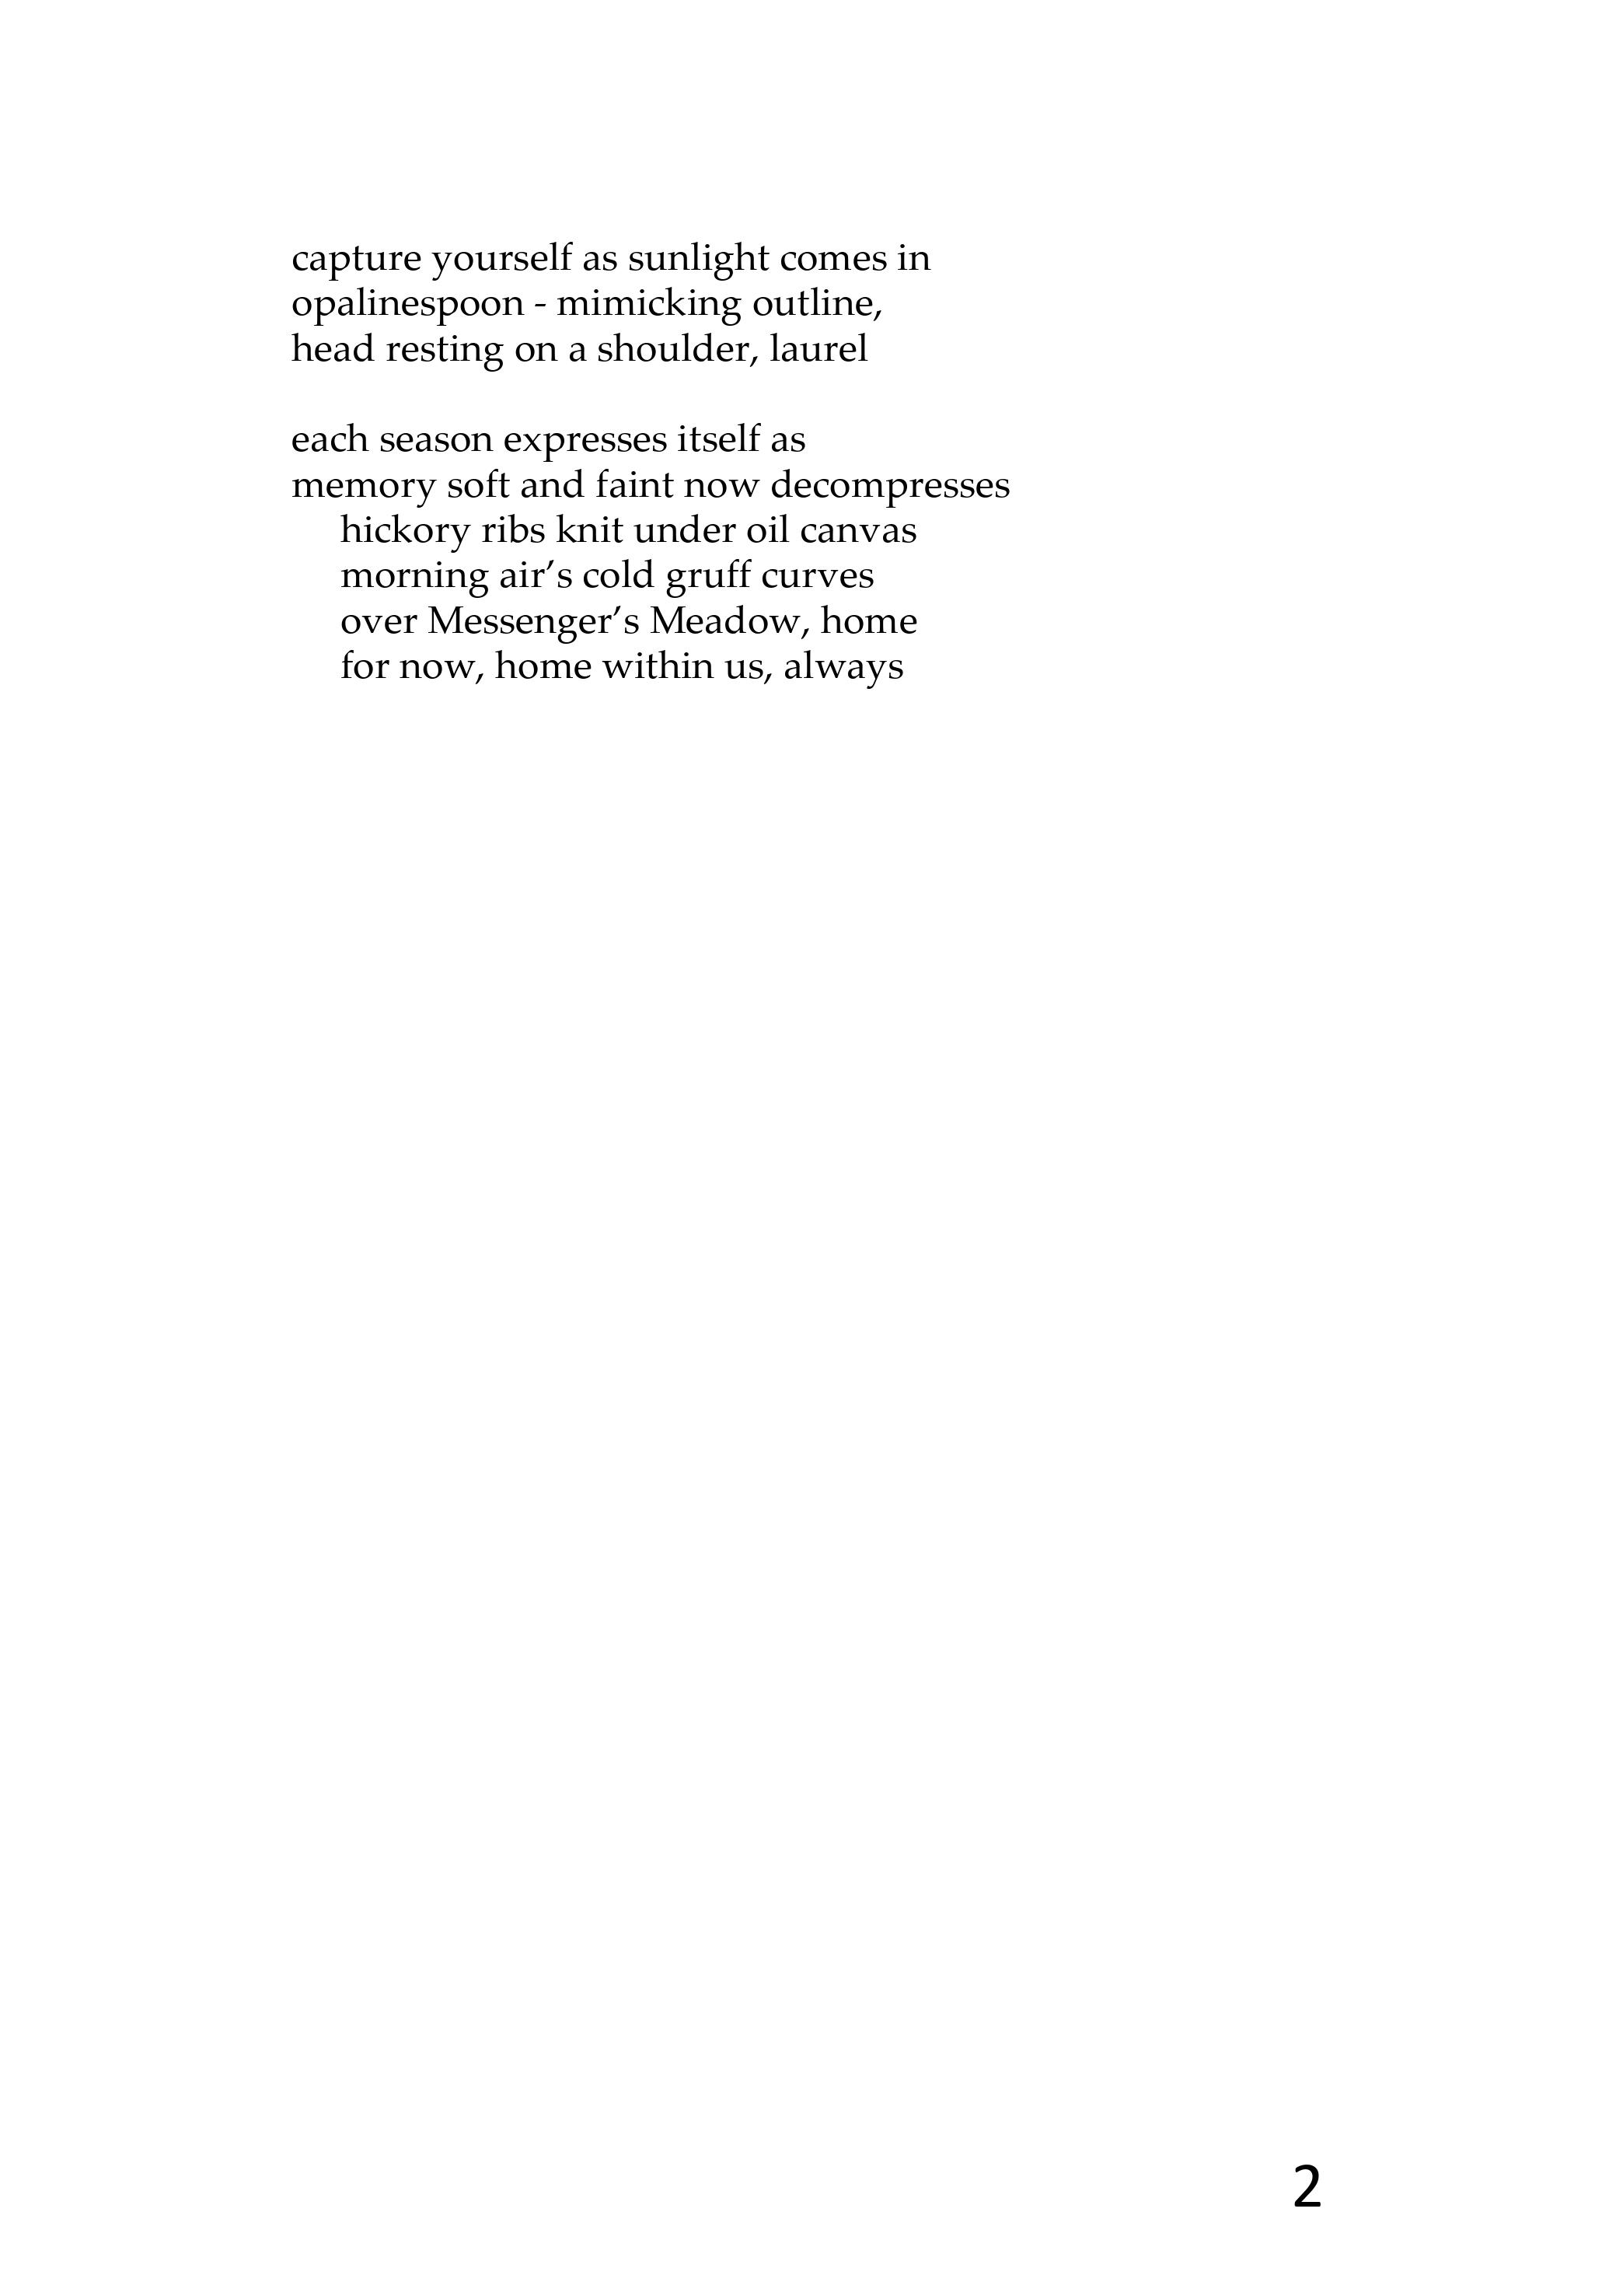 capture yourself as sunlight comes in
opalinespoon - mimicking outline,
head resting on a shoulder, laurel

each season expresses itself as
memory soft and faint now decompresses
hickory ribs knit under oil canvas
morning air’s cold gruff curves
over Messenger’s Meadow, home
for now, home within us, always
2